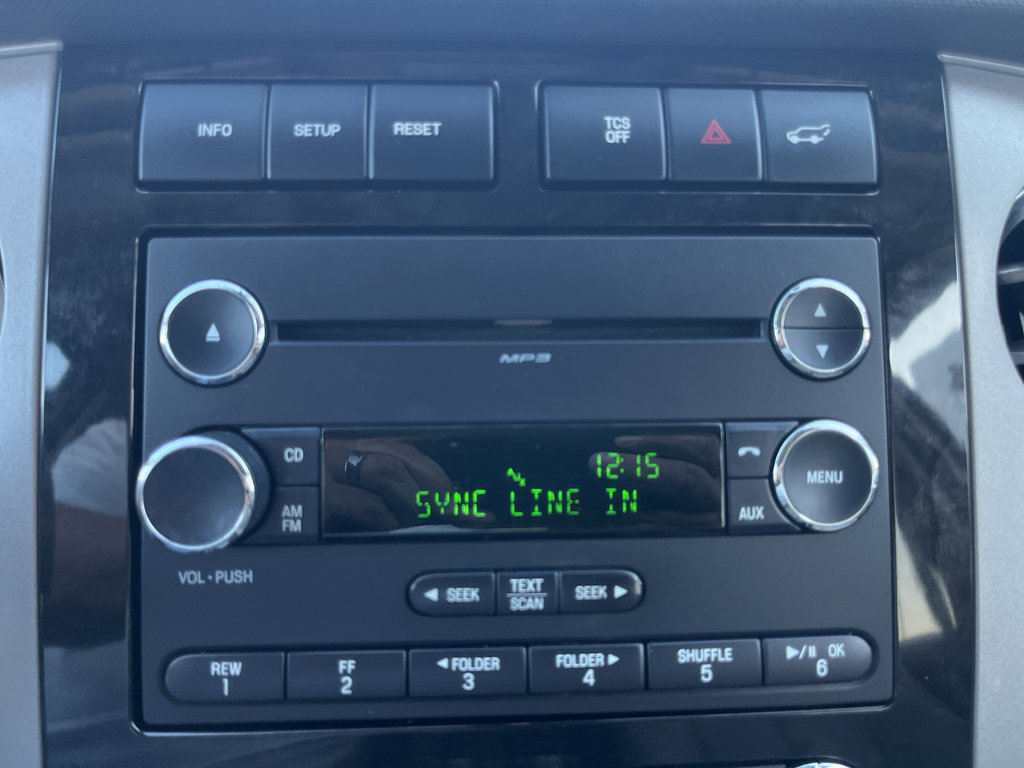 INFO
SETUP
RESET
TCS
OFF
MP3
CD
AM
FM
12:15
SYNC LINE IN
MENU
AUX
VOL • PUSH
◀ SEEK
TEXT
SCAN
SEEK ▶
REW
1
FF
2
◀ FOLDER
3
FOLDER ▶
4
SHUFFLE
5
▶/II OK
6